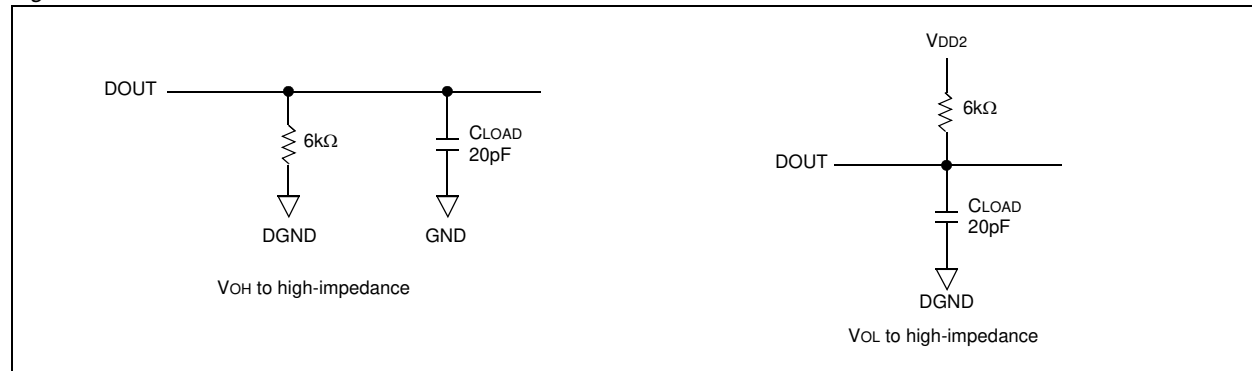 DOUT
6kΩ
CLOAD
20pF
DGND
GND
VOH to high-impedance
VDD2
6kΩ
DOUT
CLOAD
20pF
DGND
VOL to high-impedance